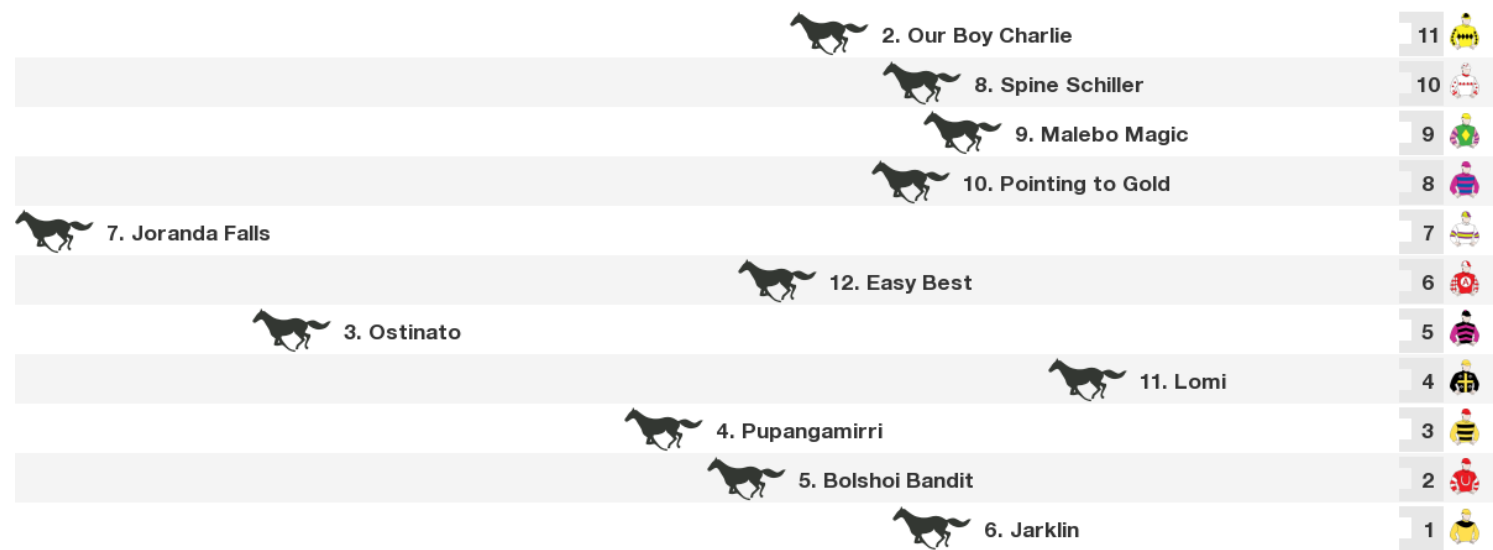 2. Our Boy Charlie 11
8. Spine Schiller 10
9. Malebo Magic 9
10. Pointing to Gold 8
7. Joranda Falls 7
12. Easy Best 6
A
3. Ostinato 5
11. Lomi 4
4. Pupangamirri 3
5. Bolshoi Bandit 2
U
6. Jarklin 1